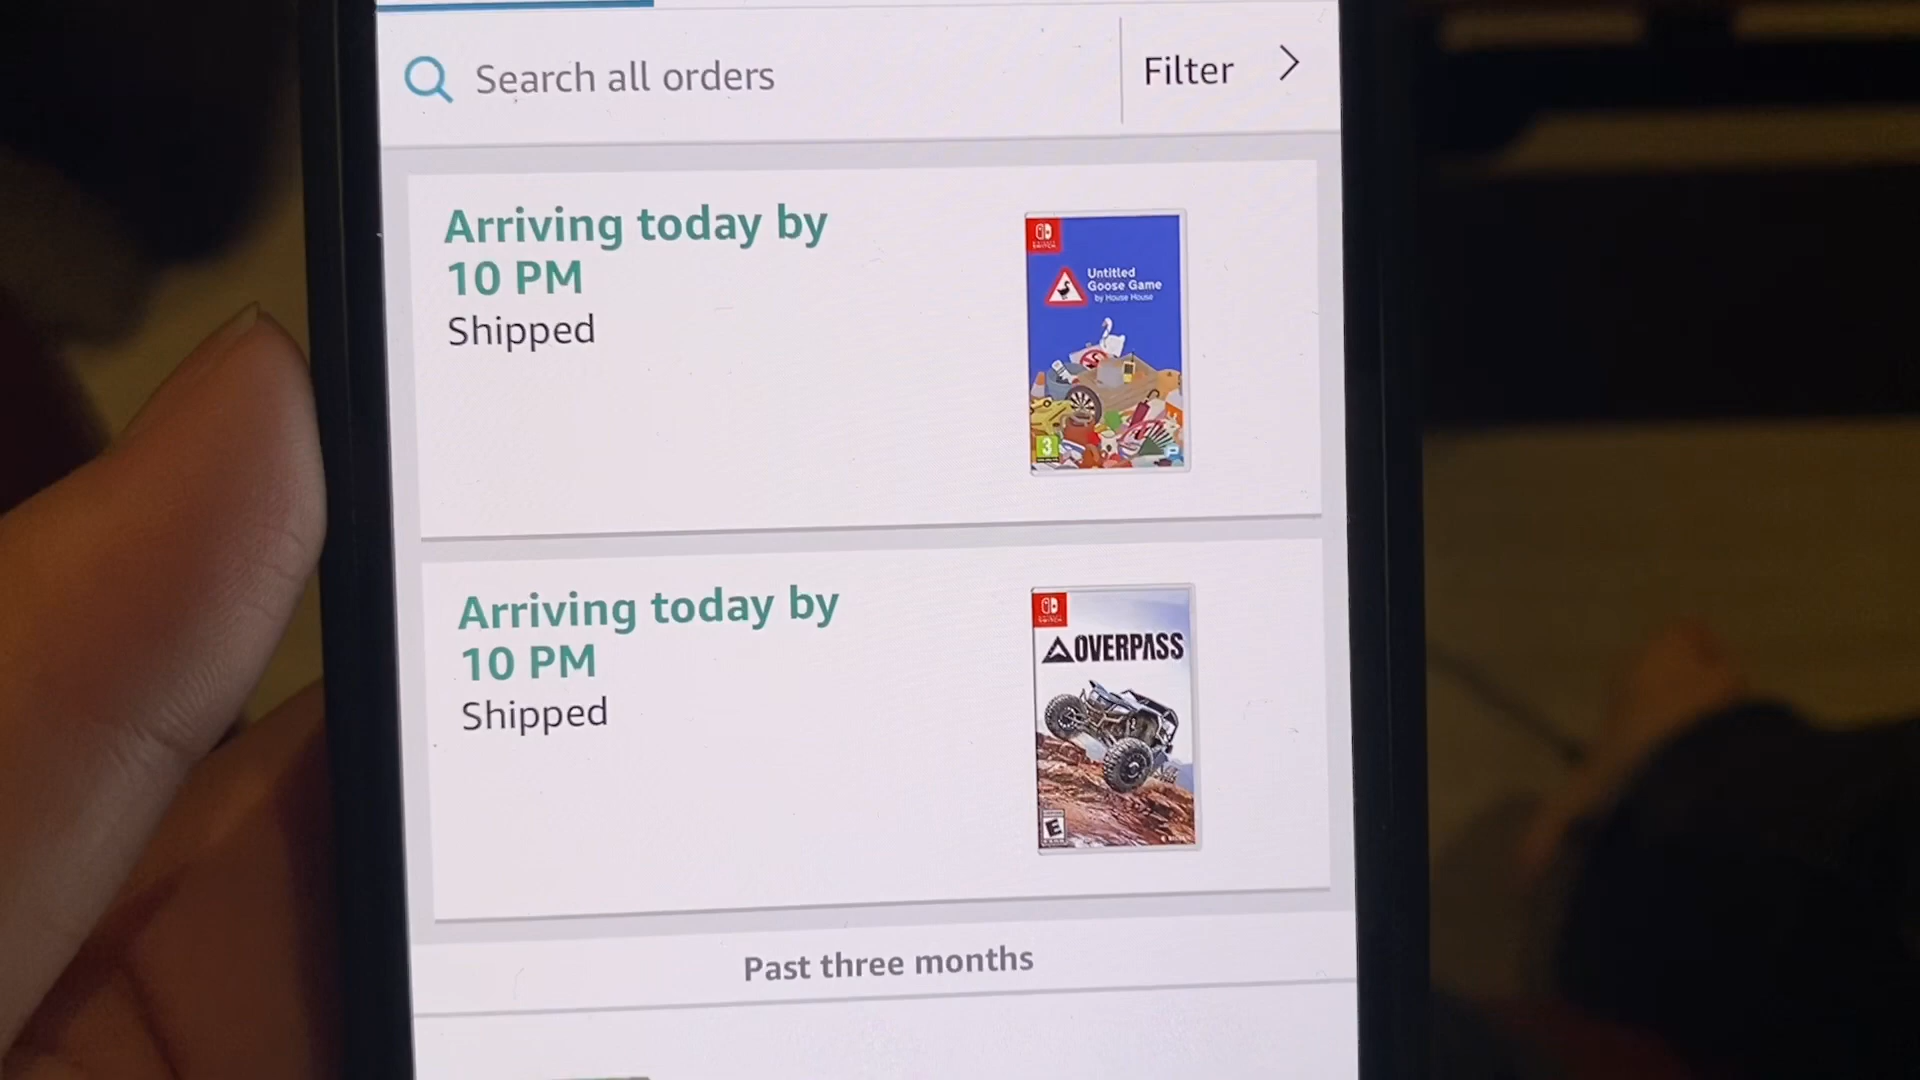 Search all orders
Filter
Arriving today by
10 PM
Shipped
Untitled
Goose Game
by House House
3
Arriving today by
10 PM
Shipped
OVERPASS
E
Past three months